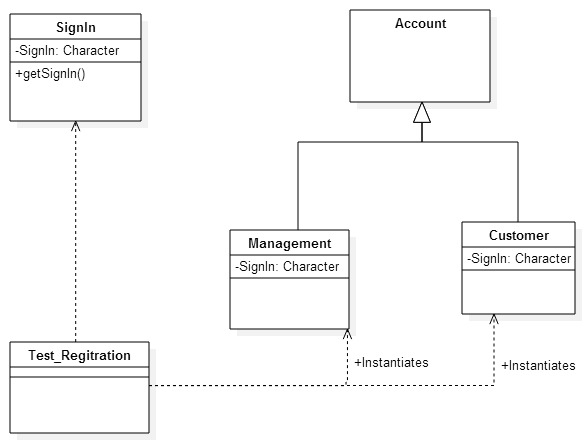 SignIn
-SignIn: Character
+getSignIn()
Account
Management
-SignIn: Character
Customer
-SignIn: Character
Test_Regitration
+Instantiates
+Instantiates